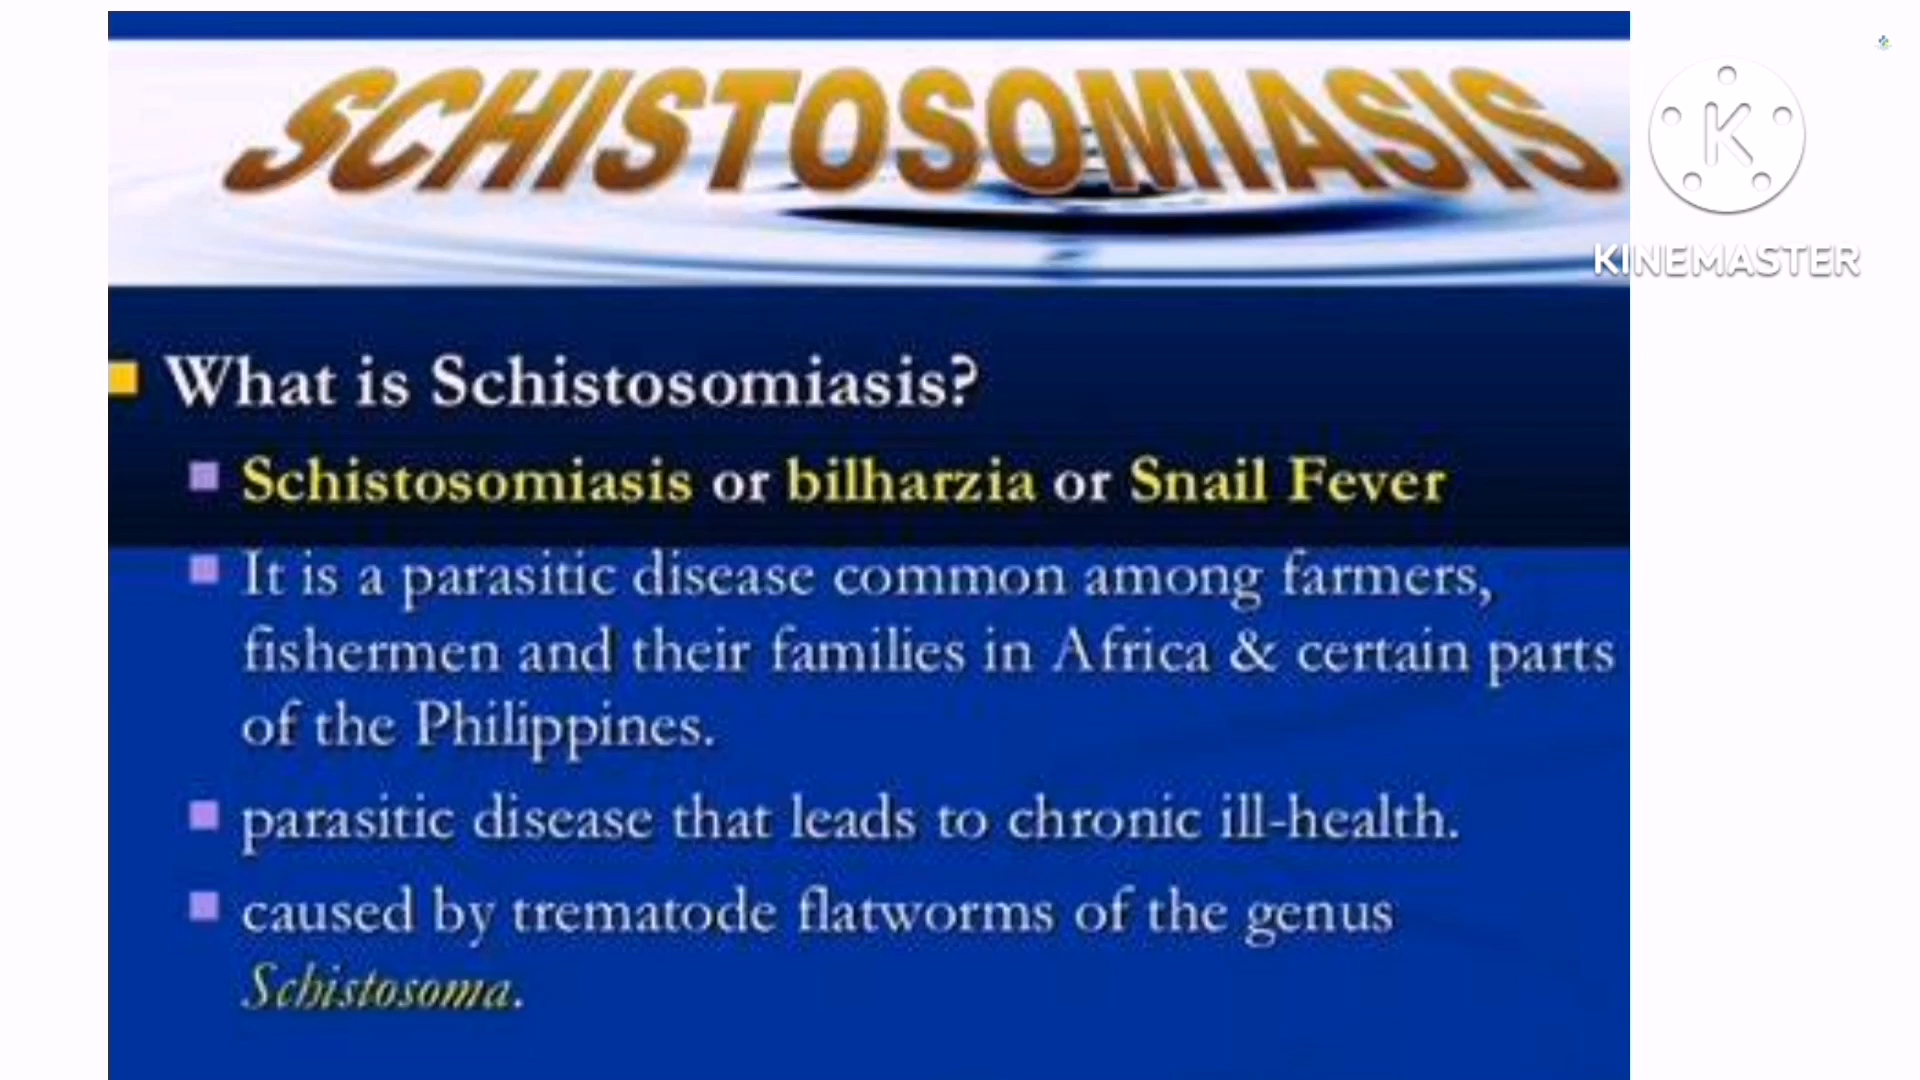 SCHISTOSOMIASIS
K
KINEMASTER
What is Schistosomiasis?
Schistosomiasis or bilharzia or Snail Fever
It is a parasitic disease common among farmers,
fishermen and their families in Africa & certain parts
of the Philippines.
parasitic disease that leads to chronic ill-health.
caused by trematode flatworms of the genus
Schistosoma.